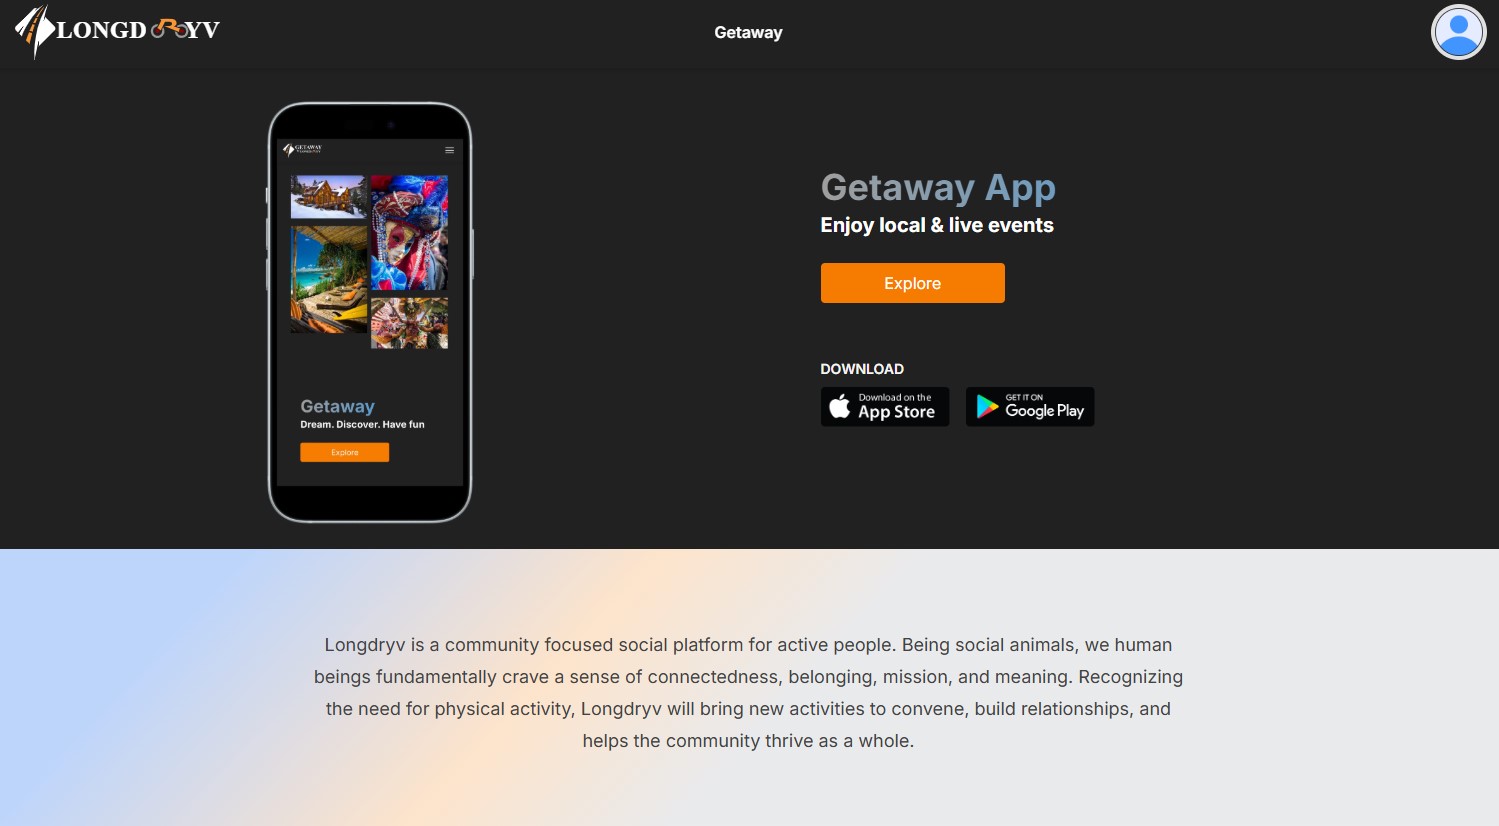 LONGDRYV
Getaway
GETAWAY
Getaway
Dream. Discover. Have fun
Explore
Getaway App
Enjoy local & live events
Explore
DOWNLOAD
Download on the
App Store
GET IT ON
Google Play
Longdryv is a community focused social platform for active people. Being social animals, we human
beings fundamentally crave a sense of connectedness, belonging, mission, and meaning. Recognizing
the need for physical activity, Longdryv will bring new activities to convene, build relationships, and
helps the community thrive as a whole.